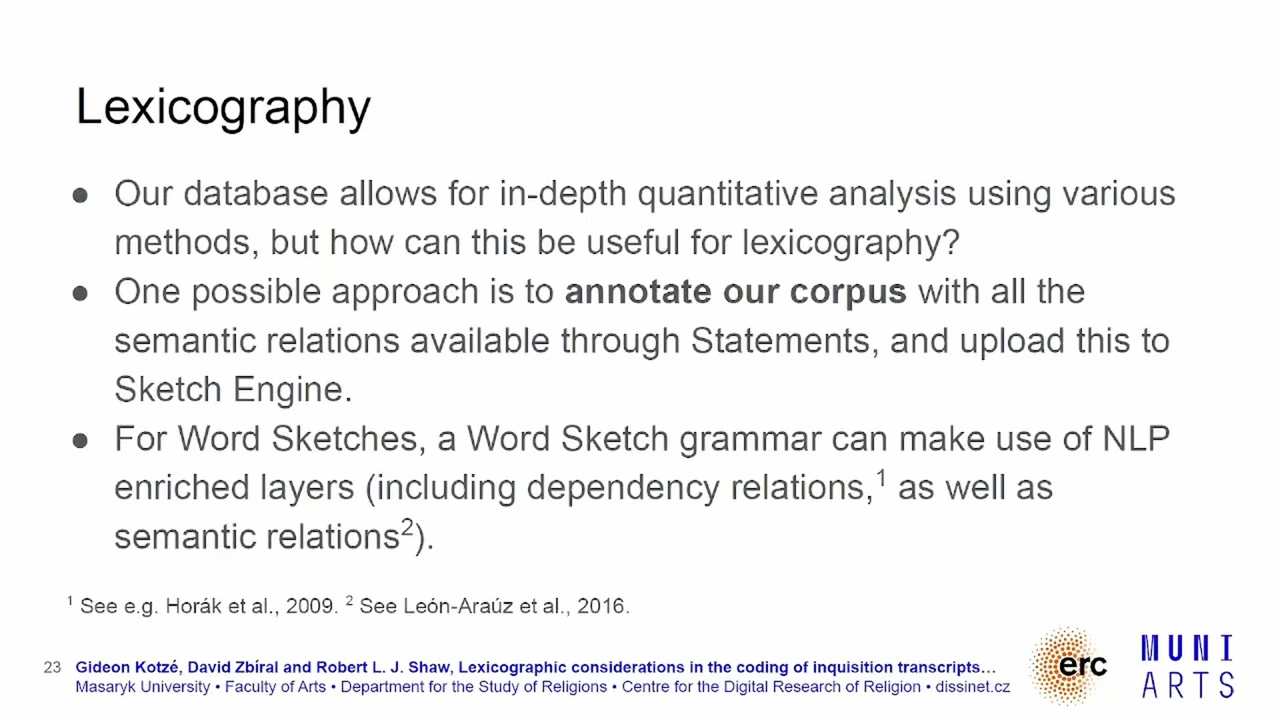 Lexicography
● Our database allows for in-depth quantitative analysis using various
methods, but how can this be useful for lexicography?
● One possible approach is to annotate our corpus with all the
semantic relations available through Statements, and upload this to
Sketch Engine.
● For Word Sketches, a Word Sketch grammar can make use of NLP
enriched layers (including dependency relations,¹ as well as
semantic relations²).
¹ See e.g. Horák et al., 2009. ² See León-Araúz et al., 2016.
23 Gideon Kotzé, David Zbíral and Robert L. J. Shaw, Lexicographic considerations in the coding of inquisition transcripts…
Masaryk University • Faculty of Arts • Department for the Study of Religions • Centre for the Digital Research of Religion • dissinet.cz
erc
MUNI
ARTS